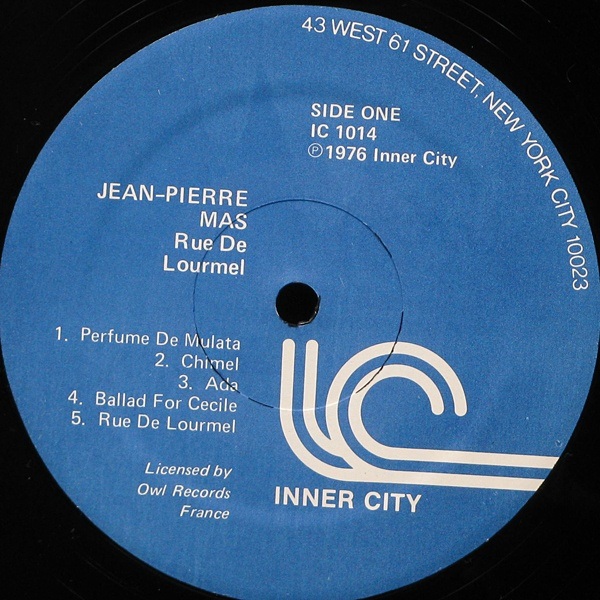 43 WEST 61 STREET, NEW YORK CITY 10023
SIDE ONE
IC 1014
Ⓟ1976 Inner City
JEAN-PIERRE
MAS
Rue De
Lourmel
1. Perfume De Mulata
2. Chimel
3. Ada
4. Ballad For Cecile
5. Rue De Lourmel
Licensed by
Owl Records
France
IC
INNER CITY